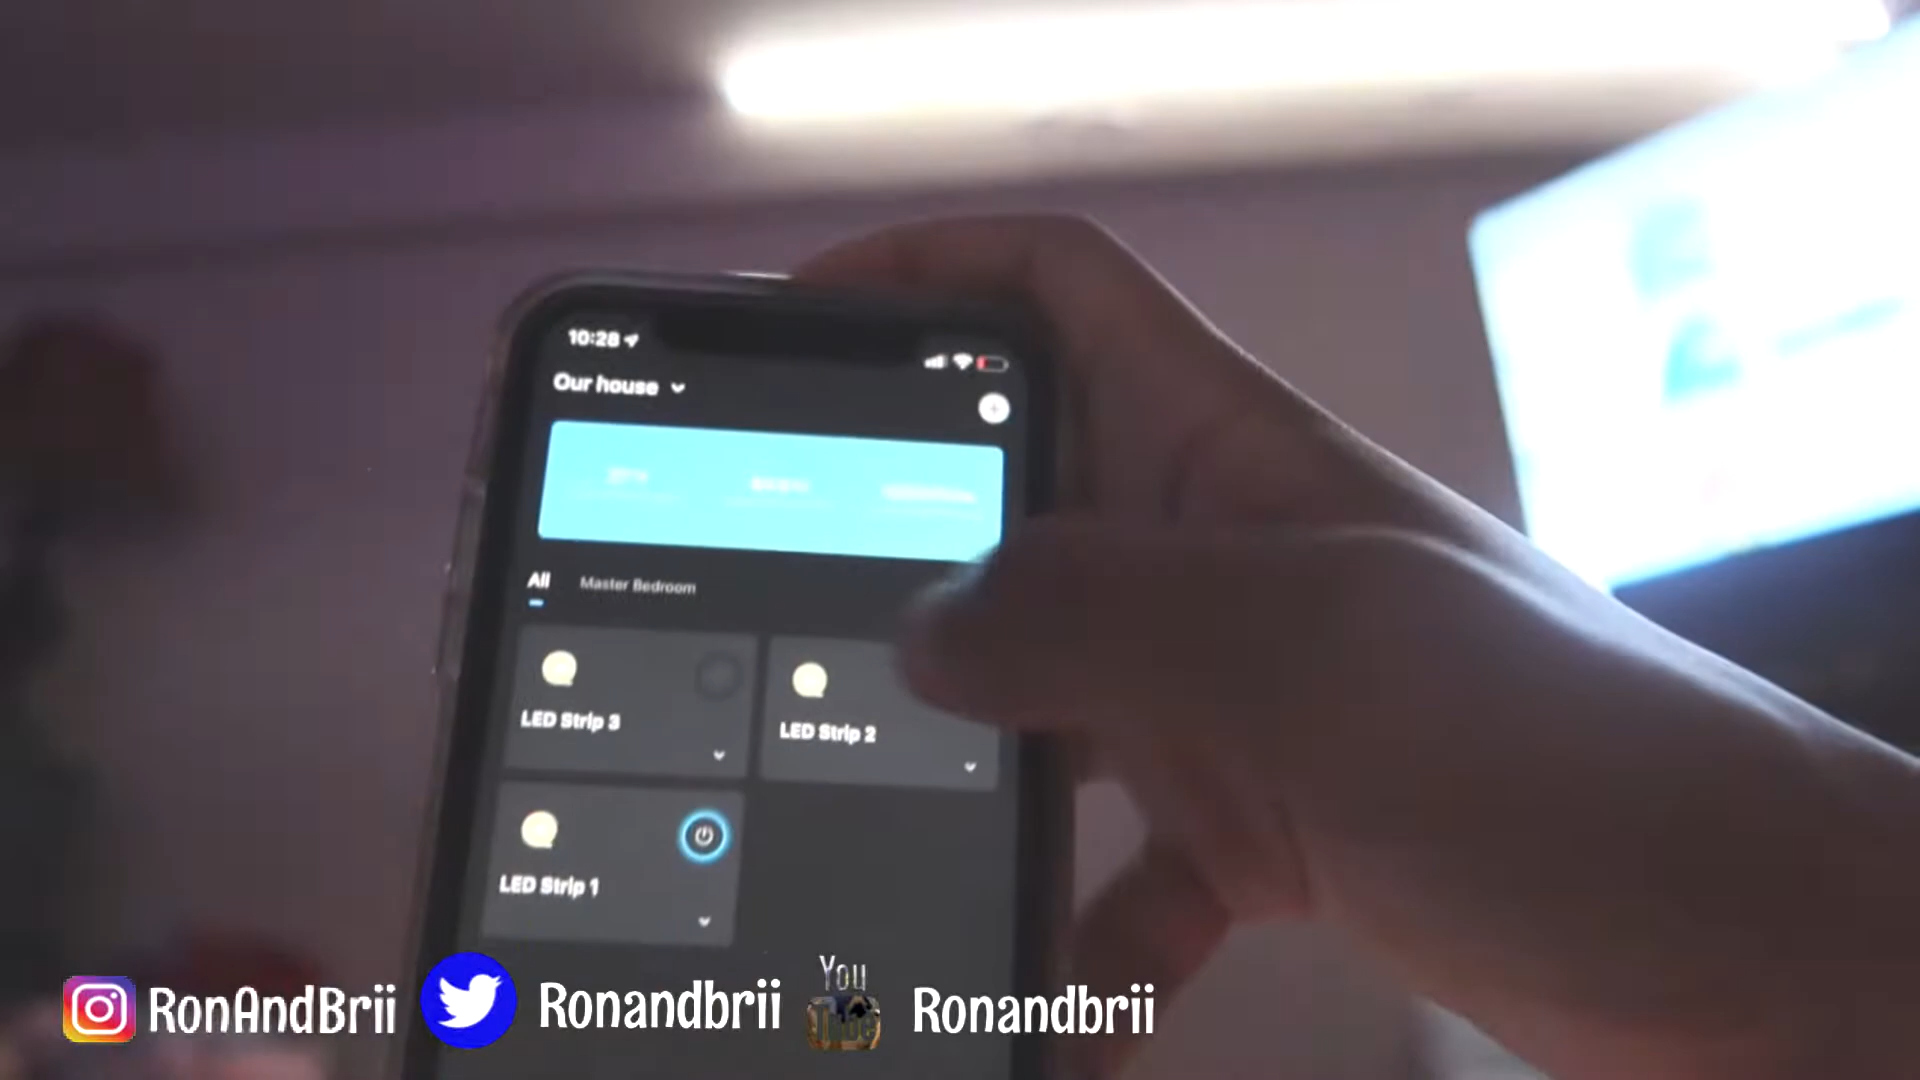 10:28
Our house
All Master Bedroom
LED Strip 3
LED Strip 2
LED Strip 1
RonAndBrii
Ronandbrii
You
Tube
Ronandbrii